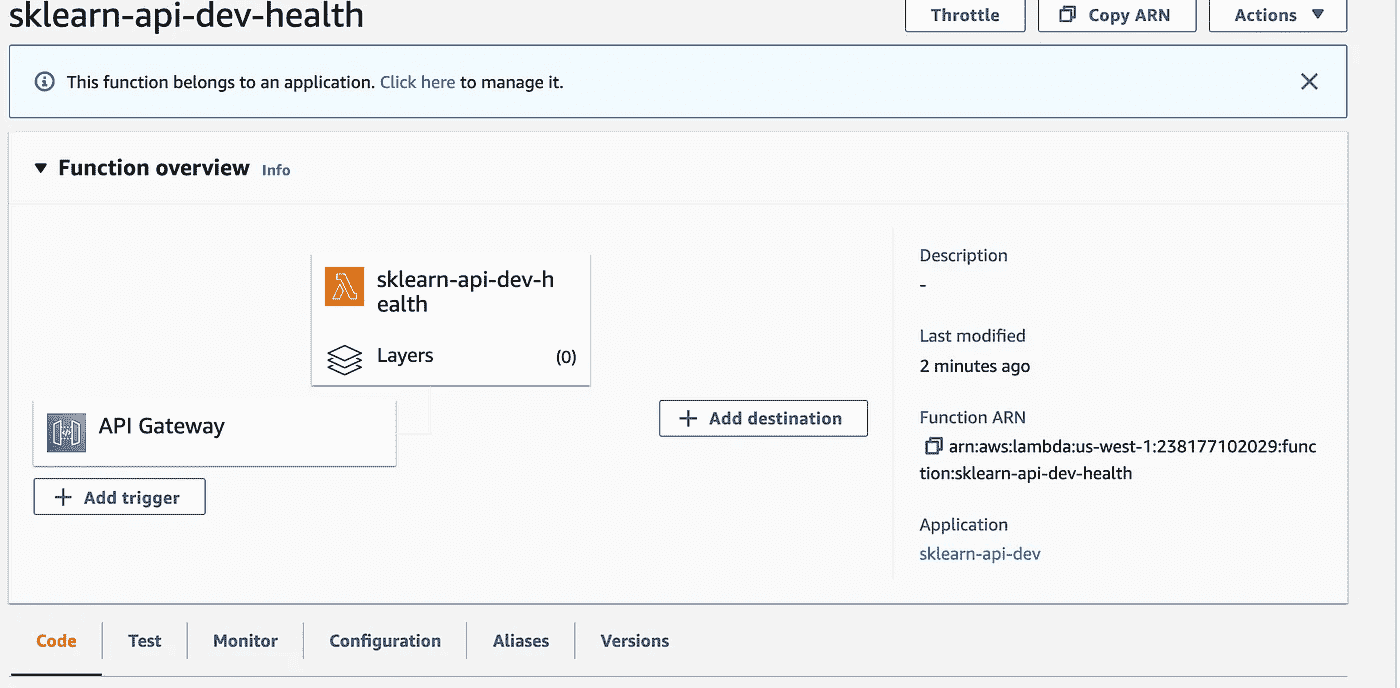 sklearn-api-dev-health
Throttle
Copy ARN
Actions
This function belongs to an application. Click here to manage it.
Function overview Info
sklearn-api-dev-h
ealth
Layers (0)
API Gateway
Add trigger
Add destination
Description
-
Last modified
2 minutes ago
Function ARN
arn:aws:lambda:us-west-1:238177102029:func
tion:sklearn-api-dev-health
Application
sklearn-api-dev
Code
Test
Monitor
Configuration
Aliases
Versions